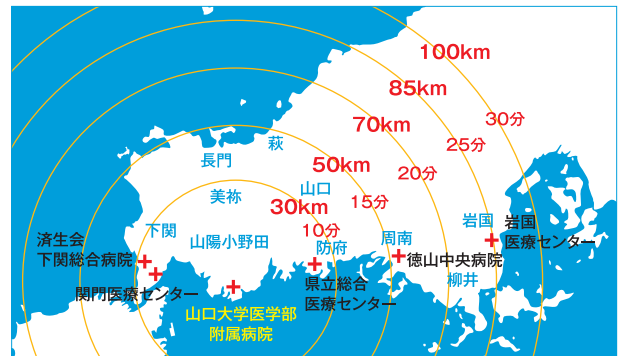 100km
85km
30分
70km
25分
萩
長門
50km
20分
美祢
山口
15分
30km
下関
10分
岩国
山陽小野田
防府
周南
岩国
医療センター
済生会
下関総合病院
徳山中央病院
柳井
関門医療センター
県立総合
医療センター
山口大学医学部
附属病院